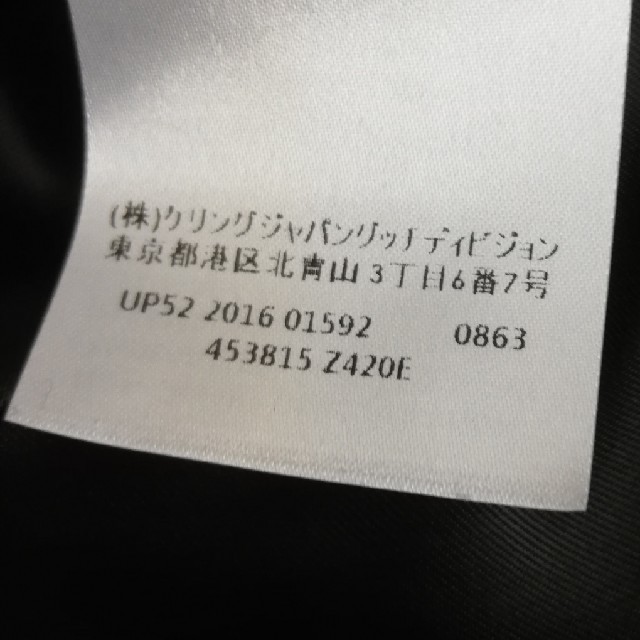 (株)クリングジャパングッチディビジョン
東京都港区北青山3丁目6番7号
UP52 2016 01592 0863
453815 Z420E